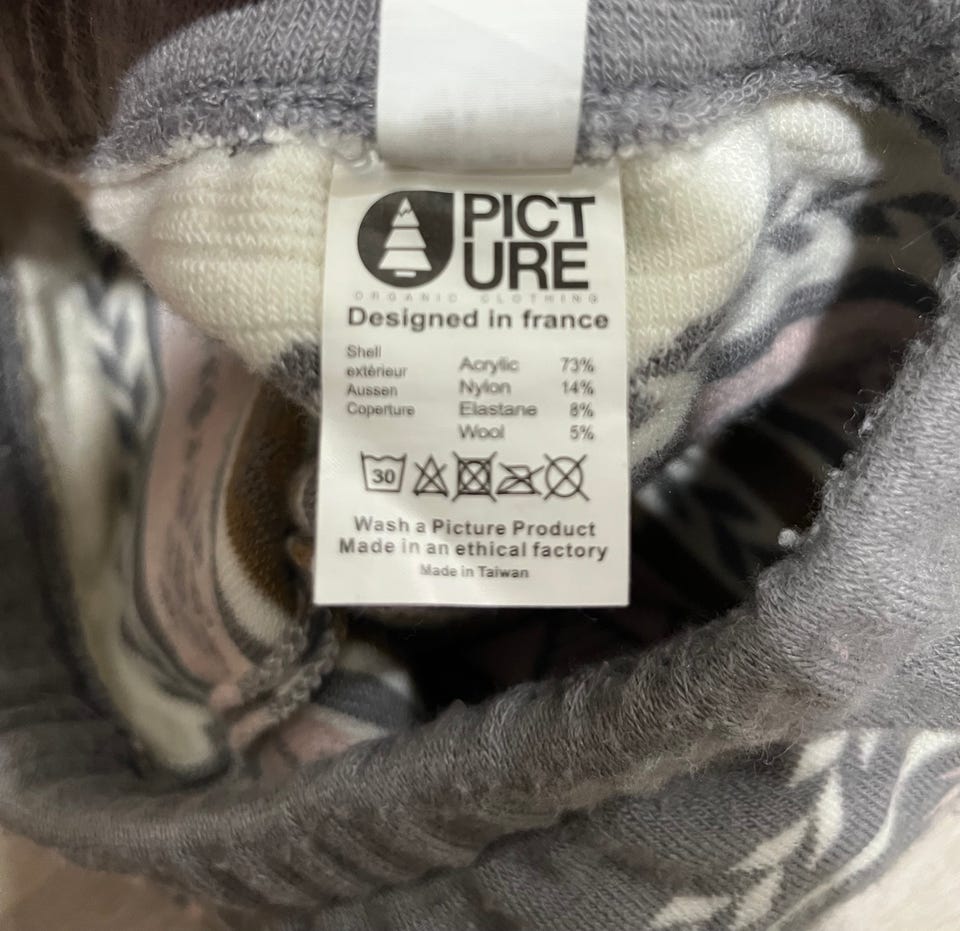 PICT
URE
ORGANIC CLOTHING
Designed in france
Shell
extérieur
Aussen
Coperture
Acrylic 73%
Nylon 14%
Elastane 8%
Wool 5%
30
Wash a Picture Product
Made in an ethical factory
Made in Taiwan